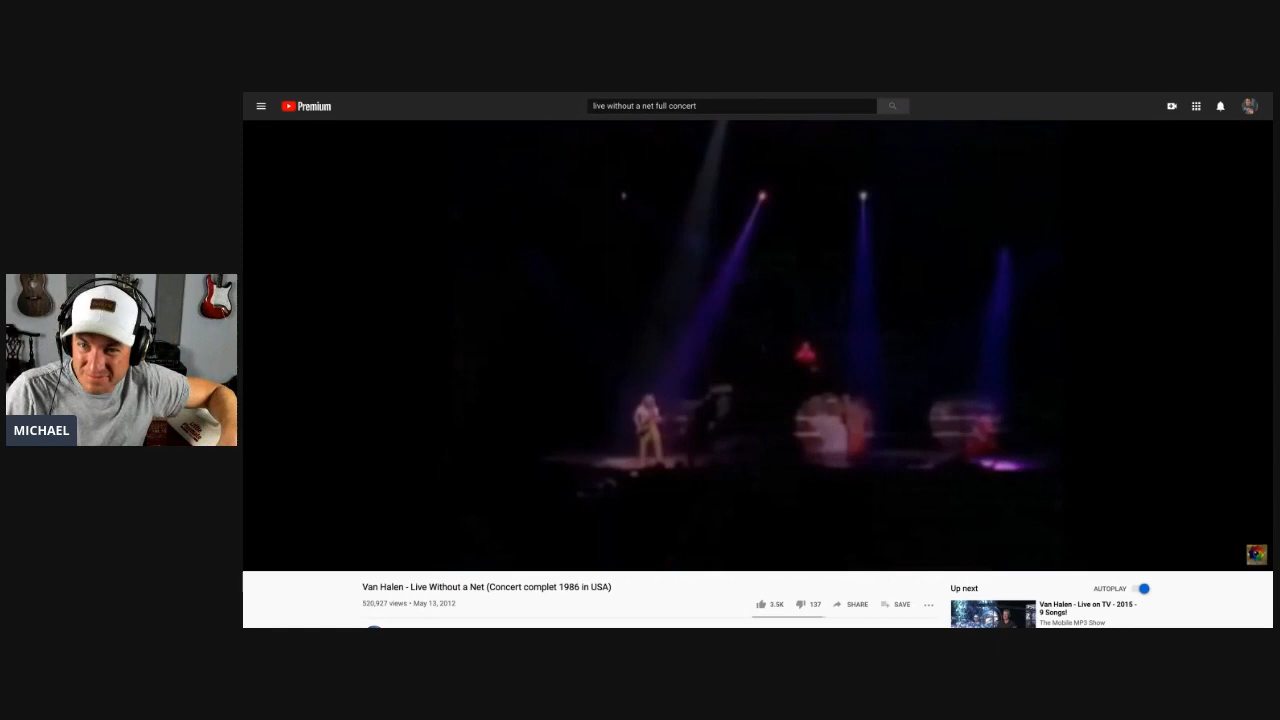 Premium
live without a net full concert
MICHAEL
Van Halen - Live Without a Net (Concert complet 1986 in USA)
520,927 views • May 13, 2012
3.5K
137
SHARE
SAVE
Up next
AUTOPLAY
Van Halen - Live on TV - 2015 -
9 Songs!
The Mobile MP3 Show